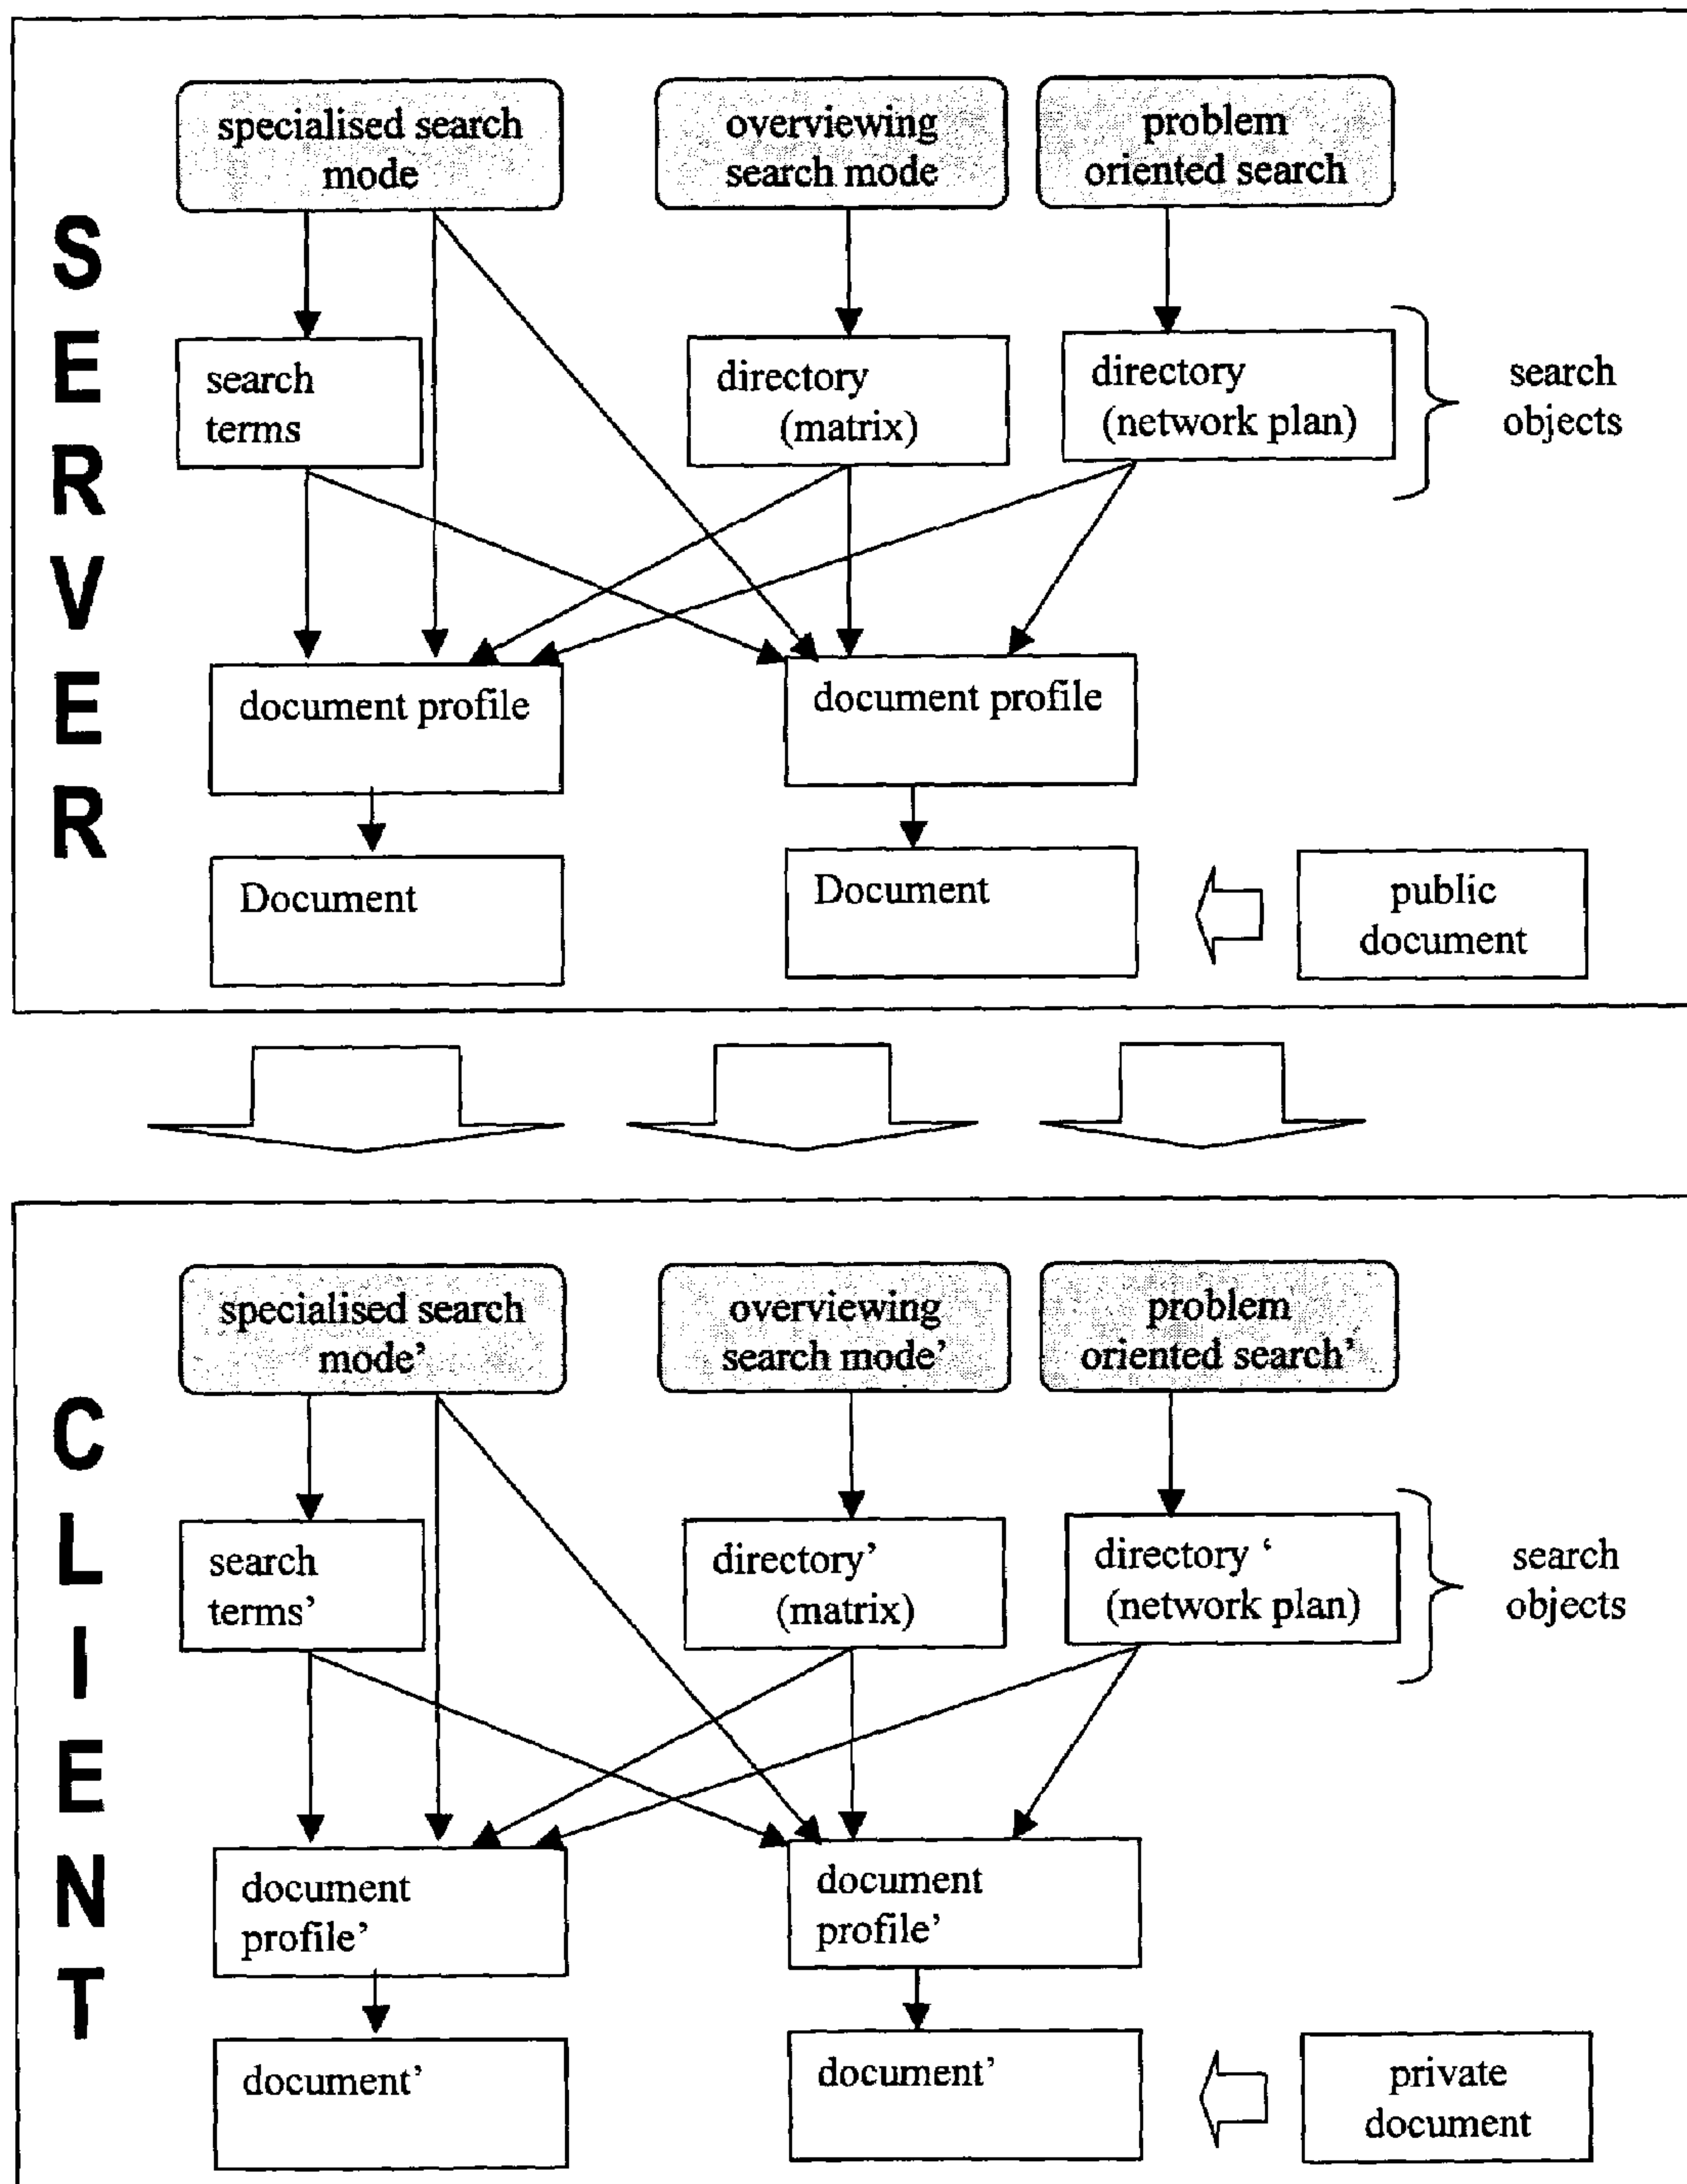 SERVER
specialised search
mode
overviewing
search mode
problem
oriented search
search
terms
directory
(matrix)
directory
(network plan)
search
objects
document profile
document profile
Document
Document
public
document
CLIENT
specialised search
mode’
overviewing
search mode’
problem
oriented search’
search
terms’
directory’
(matrix)
directory ‘
(network plan)
search
objects
document
profile’
document
profile’
document’
document’
private
document